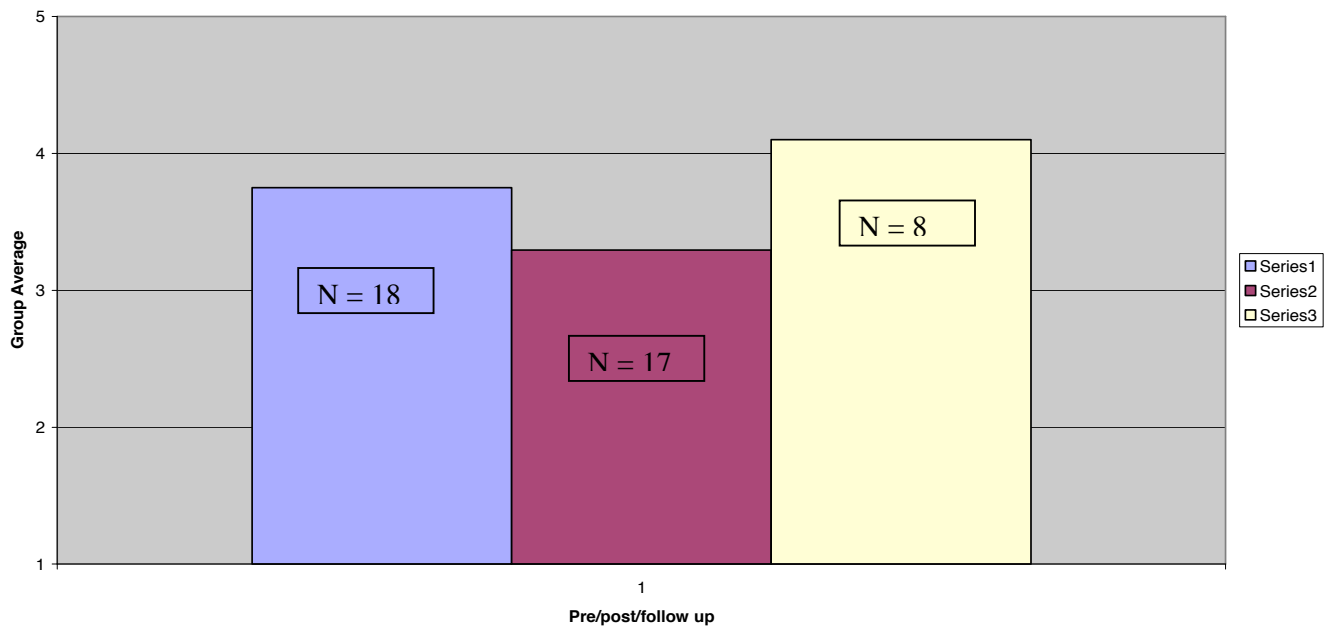 5
4
3
2
1
Group Average
N = 18
N = 17
N = 8
1
Pre/post/follow up
Series1
Series2
Series3